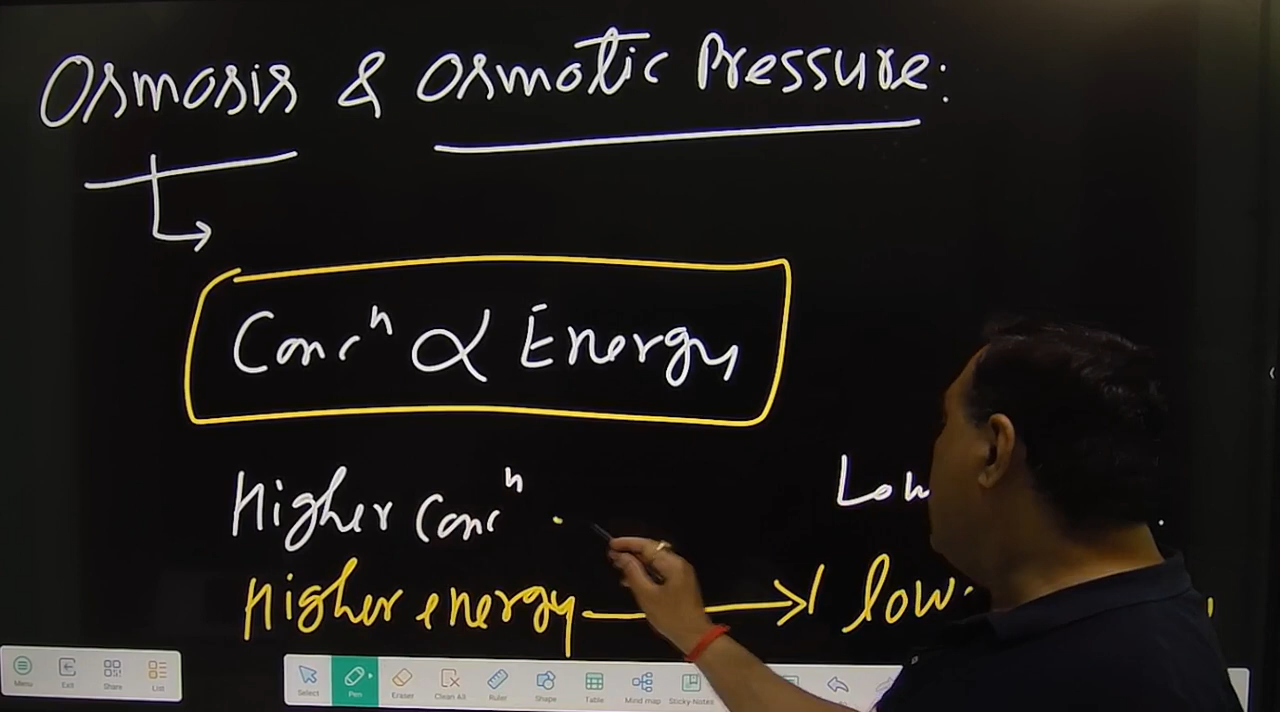 Osmosis & Osmotic Pressure:
Concⁿ ∝ Energy
Higher Concⁿ
Low
Higher energy → low
Menu Exit Share List Select Pen Eraser Clean All Ruler Shape Table Mind map Sticky-Notes